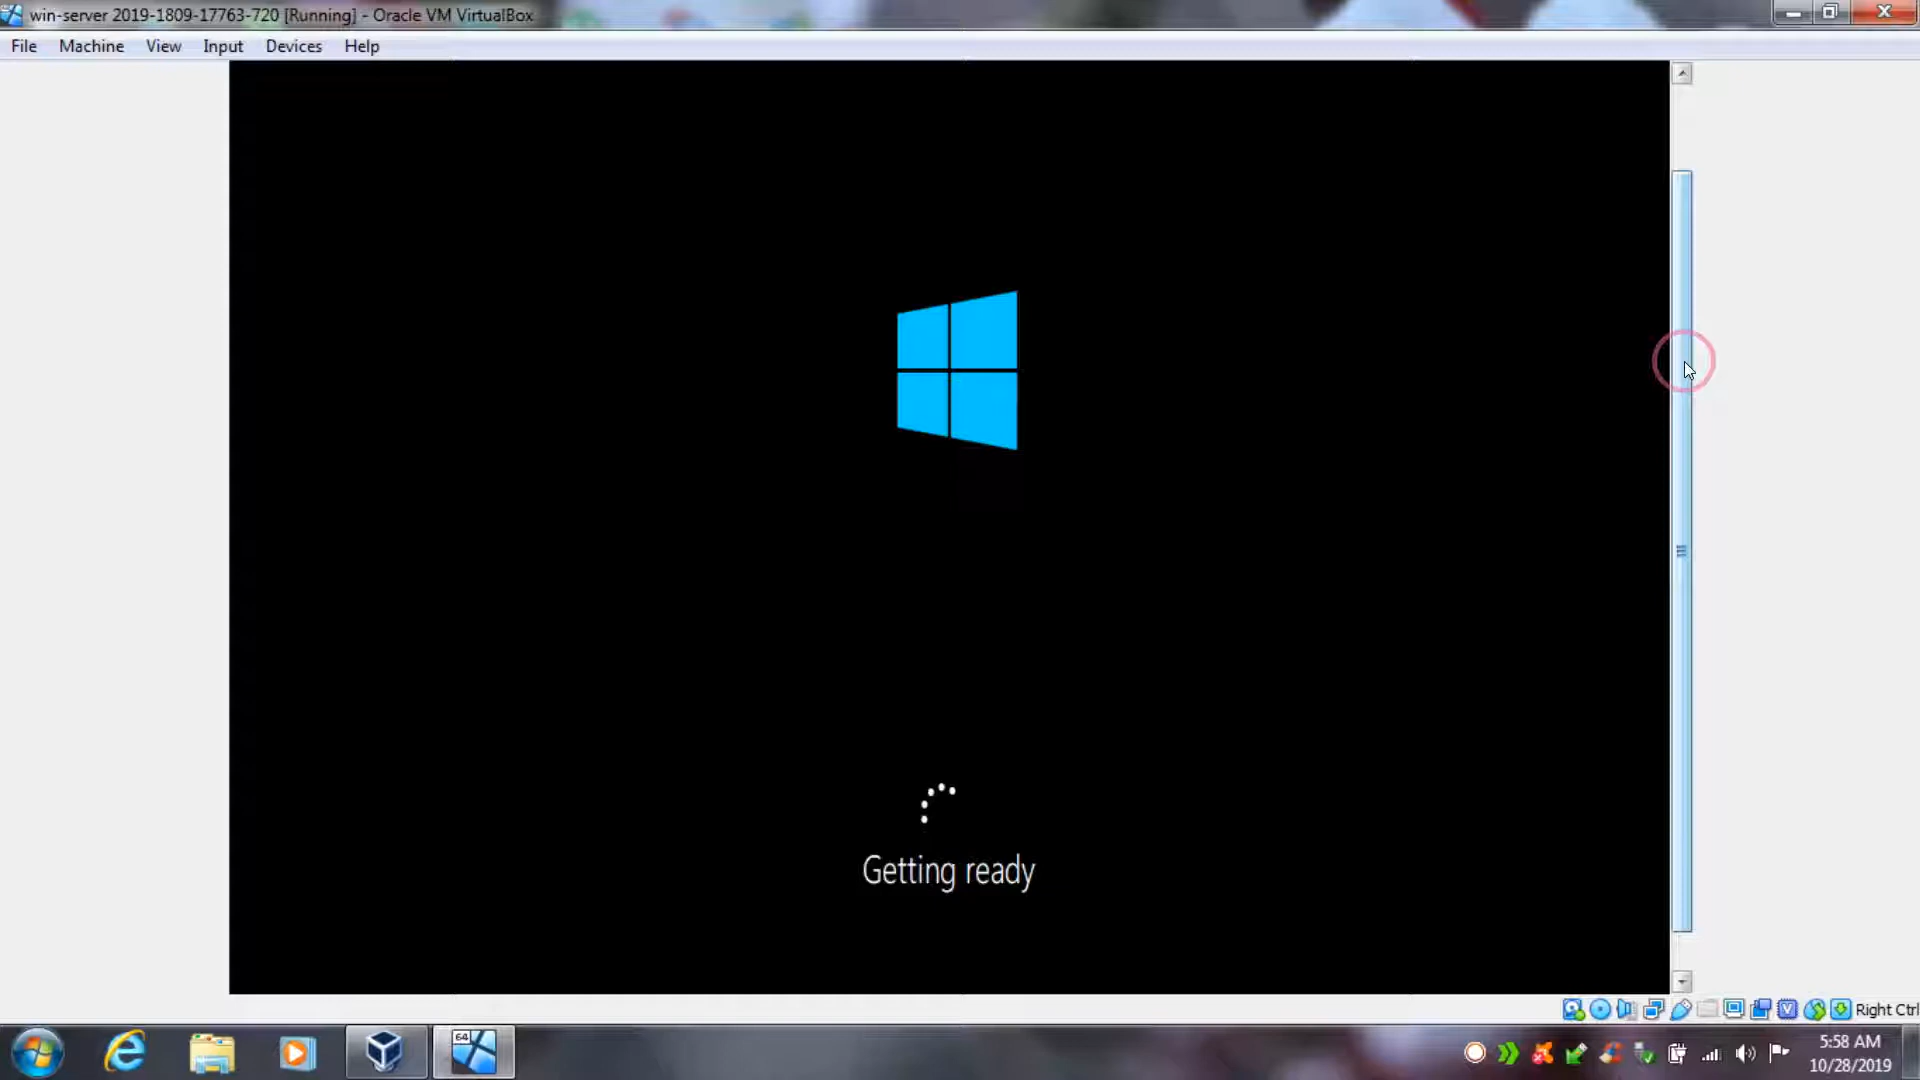 win-server 2019-1809-17763-720 [Running] - Oracle VM VirtualBox
File Machine View Input Devices Help
Getting ready
Right Ctrl
64
5:58 AM
10/28/2019